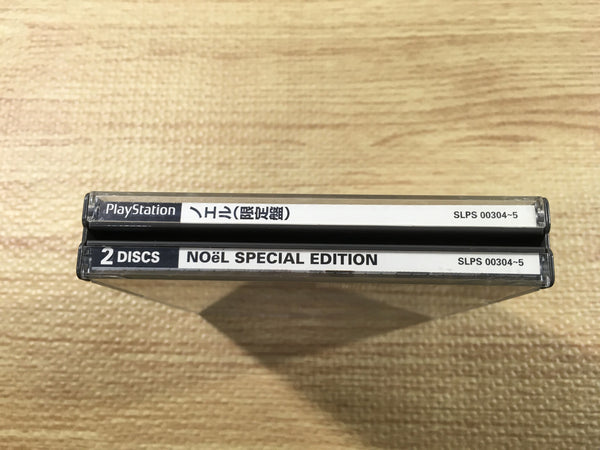 PlayStation ノエル(限定盤) SLPS 00304~5
2 DISCS NOëL SPECIAL EDITION SLPS 00304~5